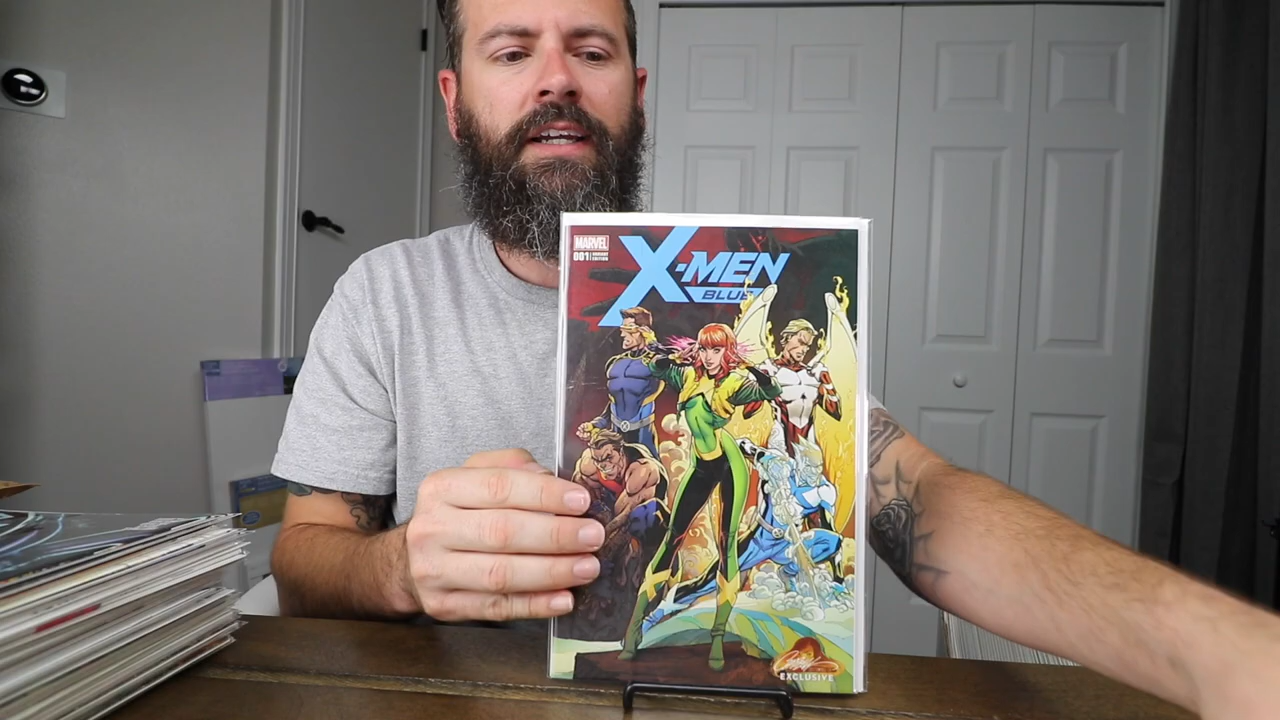 MARVEL
001 VARIANT EDITION
X-MEN
BLUE
EXCLUSIVE